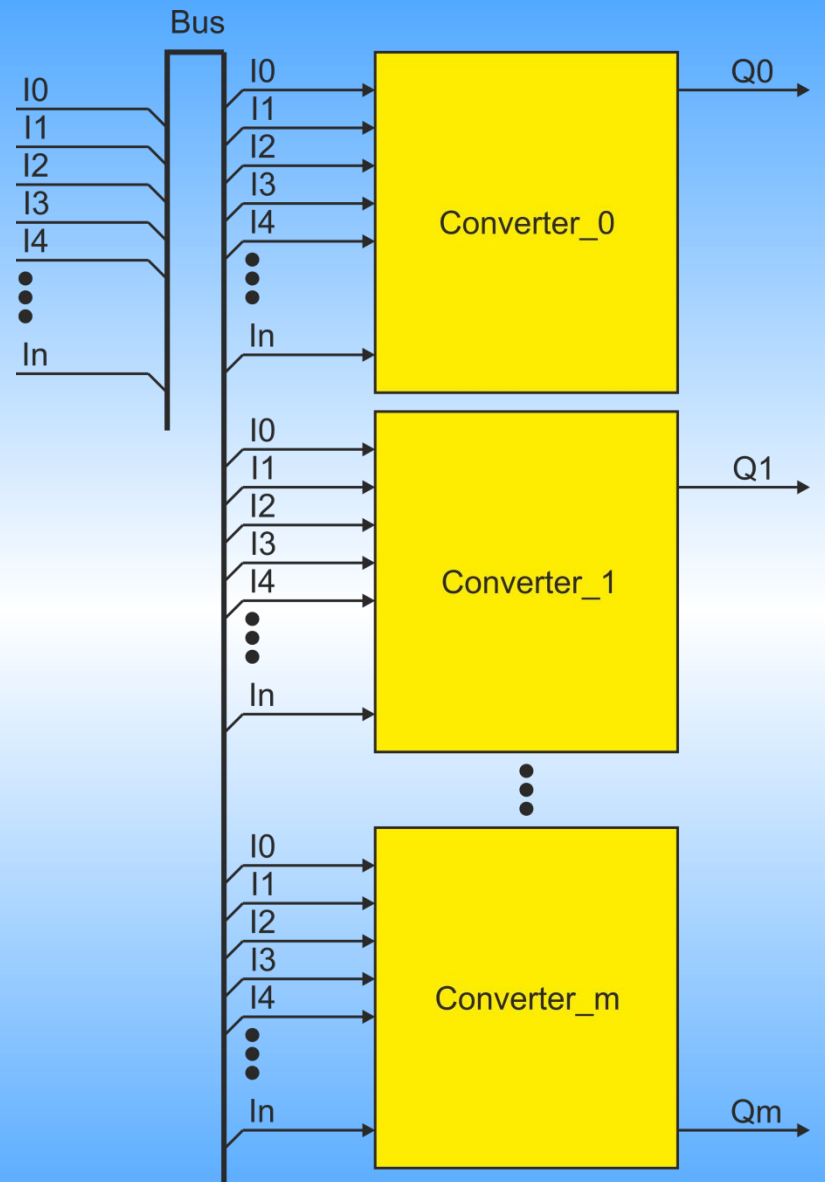 Bus
I0
I1
I2
I3
I4
In
I0
I1
I2
I3
I4
In
Converter_0
Q0
I0
I1
I2
I3
I4
In
Converter_1
Q1
I0
I1
I2
I3
I4
In
Converter_m
Qm